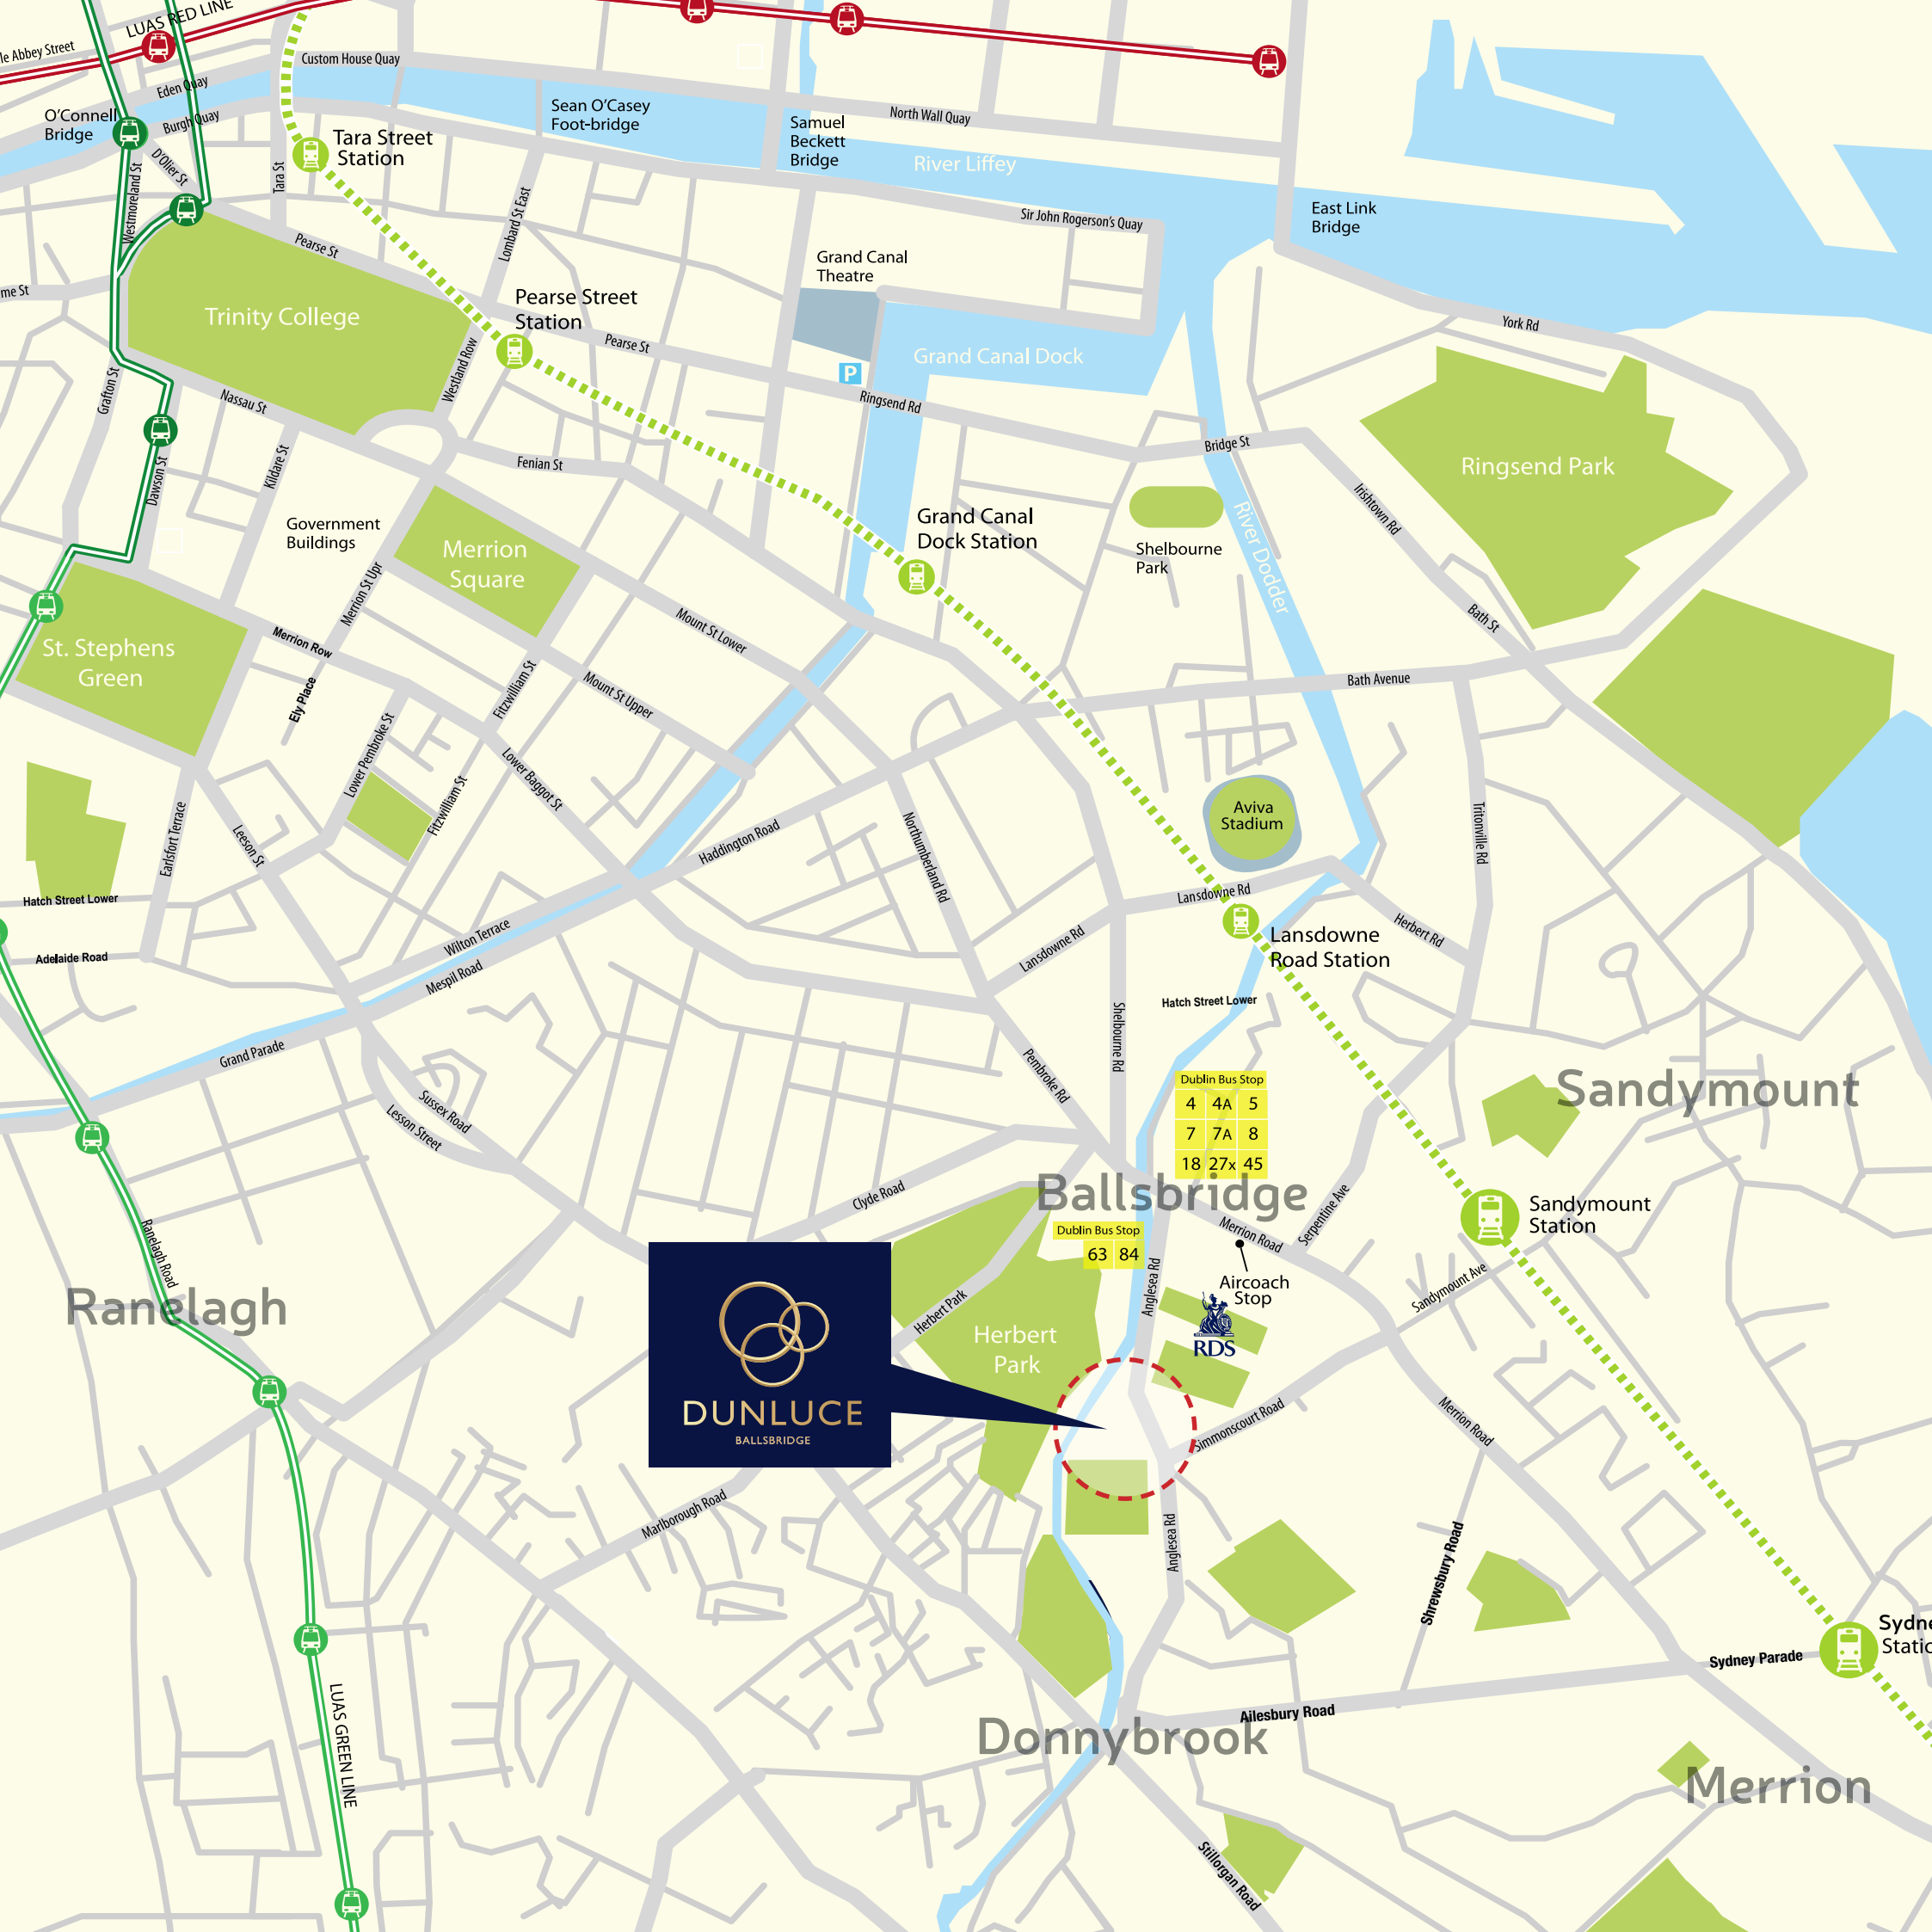 LUAS RED LINE
le Abbey Street
Eden Quay
Custom House Quay
O'Connell
Bridge
Burgh Quay
Sean O'Casey
Foot-bridge
Samuel
Beckett
Bridge
North Wall Quay
River Liffey
D'Olier St
Westmoreland St
Tara St
Tara Street
Station
Lombard St East
Sir John Rogerson's Quay
East Link
Bridge
Pearse St
Grand Canal
Theatre
me St
Trinity College
Pearse Street
Station
Pearse St
Grand Canal Dock
York Rd
P
Grafton St
Nassau St
Westland Row
Ringsend Rd
Bridge St
Ringsend Park
Dawson St
Kildare St
Fenian St
Irishtown Rd
Government
Buildings
Merrion
Square
Grand Canal
Dock Station
Shelbourne
Park
River Dodder
Merrion St Upr
Mount St Lower
Bath St
St. Stephens
Green
Merrion Row
Ely Place
Fitzwilliam St
Mount St Upper
Bath Avenue
Lower Pembroke St
Lower Baggot St
Fitzwilliam St
Aviva
Stadium
Tritonville Rd
Earlsfort Terrace
Leeson St
Haddington Road
Northumberland Rd
Hatch Street Lower
Lansdowne Rd
Lansdowne
Road Station
Herbert Rd
Wilton Terrace
Adelaide Road
Mespil Road
Lansdowne Rd
Hatch Street Lower
Shelbourne Rd
Grand Parade
Pembroke Rd
Sandymount
Sussex Road
Lesson Street
Dublin Bus Stop
4 4A 5
7 7A 8
18 27x 45
Ballsbridge
Clyde Road
Sandymount
Station
Serpentine Ave
Merrion Road
Dublin Bus Stop
63 84
Ranelagh Road
Ranelagh
Anglesea Rd
Aircoach
Stop
Sandymount Ave
RDS
Herbert Park
Herbert
Park
DUNLUCE
BALLSBRIDGE
Simmonscourt Road
Merrion Road
Marlborough Road
Anglesea Rd
Shrewsbury Road
Sydne
Static
Sydney Parade
LUAS GREEN LINE
Ailesbury Road
Donnybrook
Merrion
Stillorgan Road